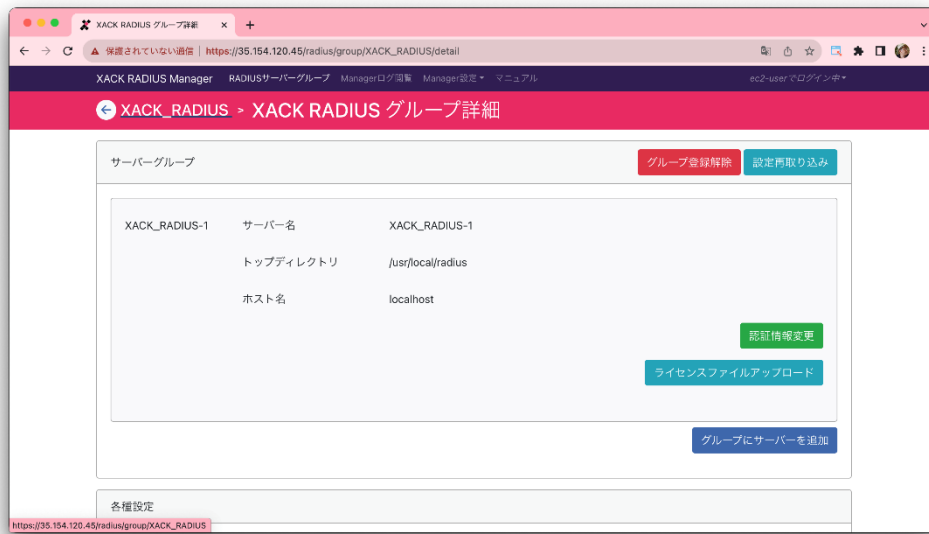 XACK RADIUS グループ詳細
保護されていない通信 | https://35.154.120.45/radius/group/XACK_RADIUS/detail
XACK RADIUS Manager RADIUSサーバーグループ Managerログ閲覧 Manager設定 マニュアル ec2-userでログイン中
XACK_RADIUS > XACK RADIUS グループ詳細
サーバーグループ グループ登録解除 設定再取り込み
XACK_RADIUS-1 サーバー名 XACK_RADIUS-1
トップディレクトリ /usr/local/radius
ホスト名 localhost
認証情報変更
ライセンスファイルアップロード
グループにサーバーを追加
各種設定
https://35.154.120.45/radius/group/XACK_RADIUS